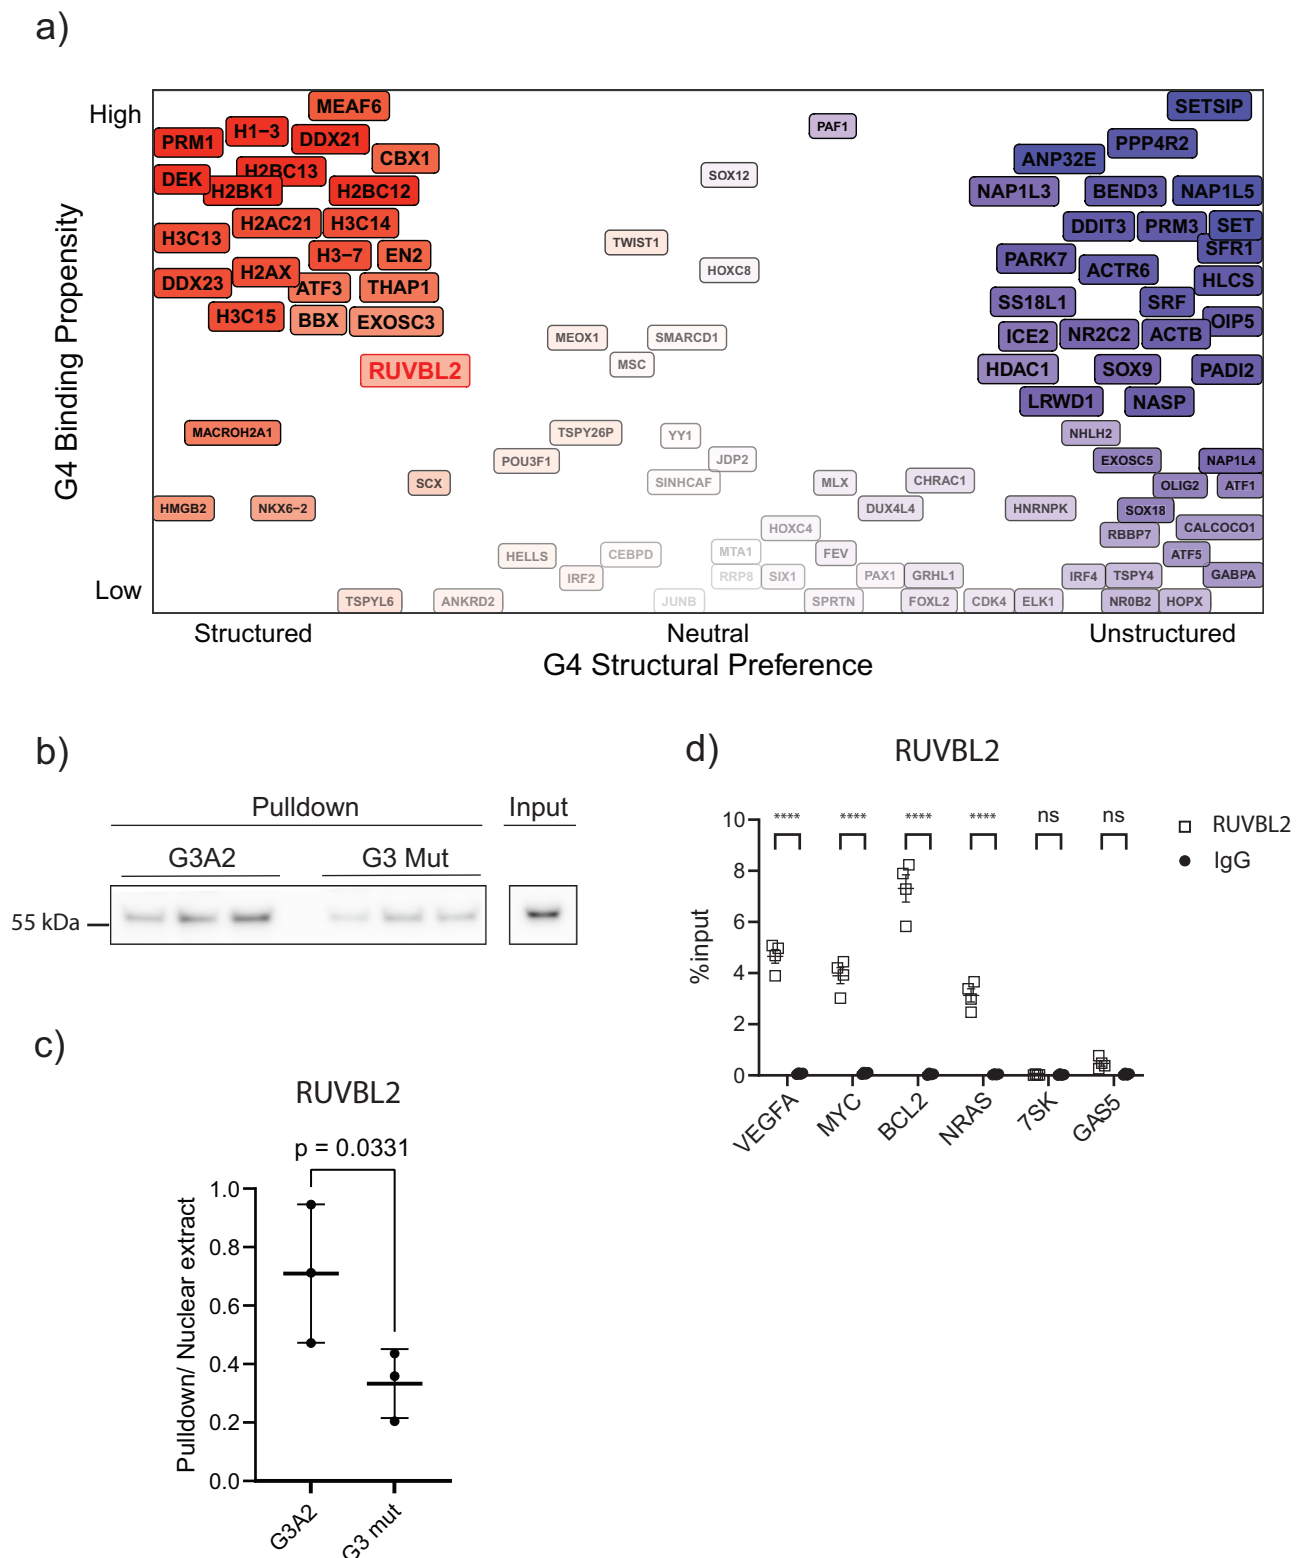 a)
High
MEAF6
SETSIP
PRM1
H1−3
DDX21
PAF1
PPP4R2
CBX1
ANP32E
DEK
H2BC13
SOX12
H2BK1
H2BC12
NAP1L3
BEND3
NAP1L5
H3C13
H2AC21
H3C14
TWIST1
DDIT3
PRM3
SET
SFR1
H3−7
EN2
PARK7
ACTR6
HOXC8
DDX23
H2AX
ATF3
THAP1
HLCS
SS18L1
SRF
H3C15
BBX
EXOSC3
OIP5
MEOX1
SMARCD1
ICE2
NR2C2
ACTB
MSC
RUVBL2
HDAC1
SOX9
PADI2
LRWD1
NASP
MACROH2A1
TSPY26P
YY1
NHLH2
POU3F1
JDP2
EXOSC5
NAP1L4
SCX
SINHCAF
MLX
CHRAC1
OLIG2
ATF1
HMGB2
NKX6−2
DUX4L4
HNRNPK
SOX18
HOXC4
RBBP7
CALCOCO1
HELLS
CEBPD
MTA1
FEV
ATF5
IRF2
RRP8
SIX1
PAX1
GRHL1
IRF4
TSPY4
GABPA
TSPYL6
ANKRD2
JUNB
SPRTN
FOXL2
CDK4
ELK1
NR0B2
HOPX
Low
G4 Binding Propensity
Structured
Neutral
Unstructured
G4 Structural Preference
b)
Pulldown
Input
G3A2
G3 Mut
55 kDa
c)
RUVBL2
p = 0.0331
1.0
0.8
0.6
0.4
0.2
0.0
Pulldown/ Nuclear extract
G3A2
G3 mut
d)
RUVBL2
10
8
6
4
2
0
%input
****
****
****
****
ns
ns
RUVBL2
IgG
VEGFA
MYC
BCL2
NRAS
7SK
GAS5